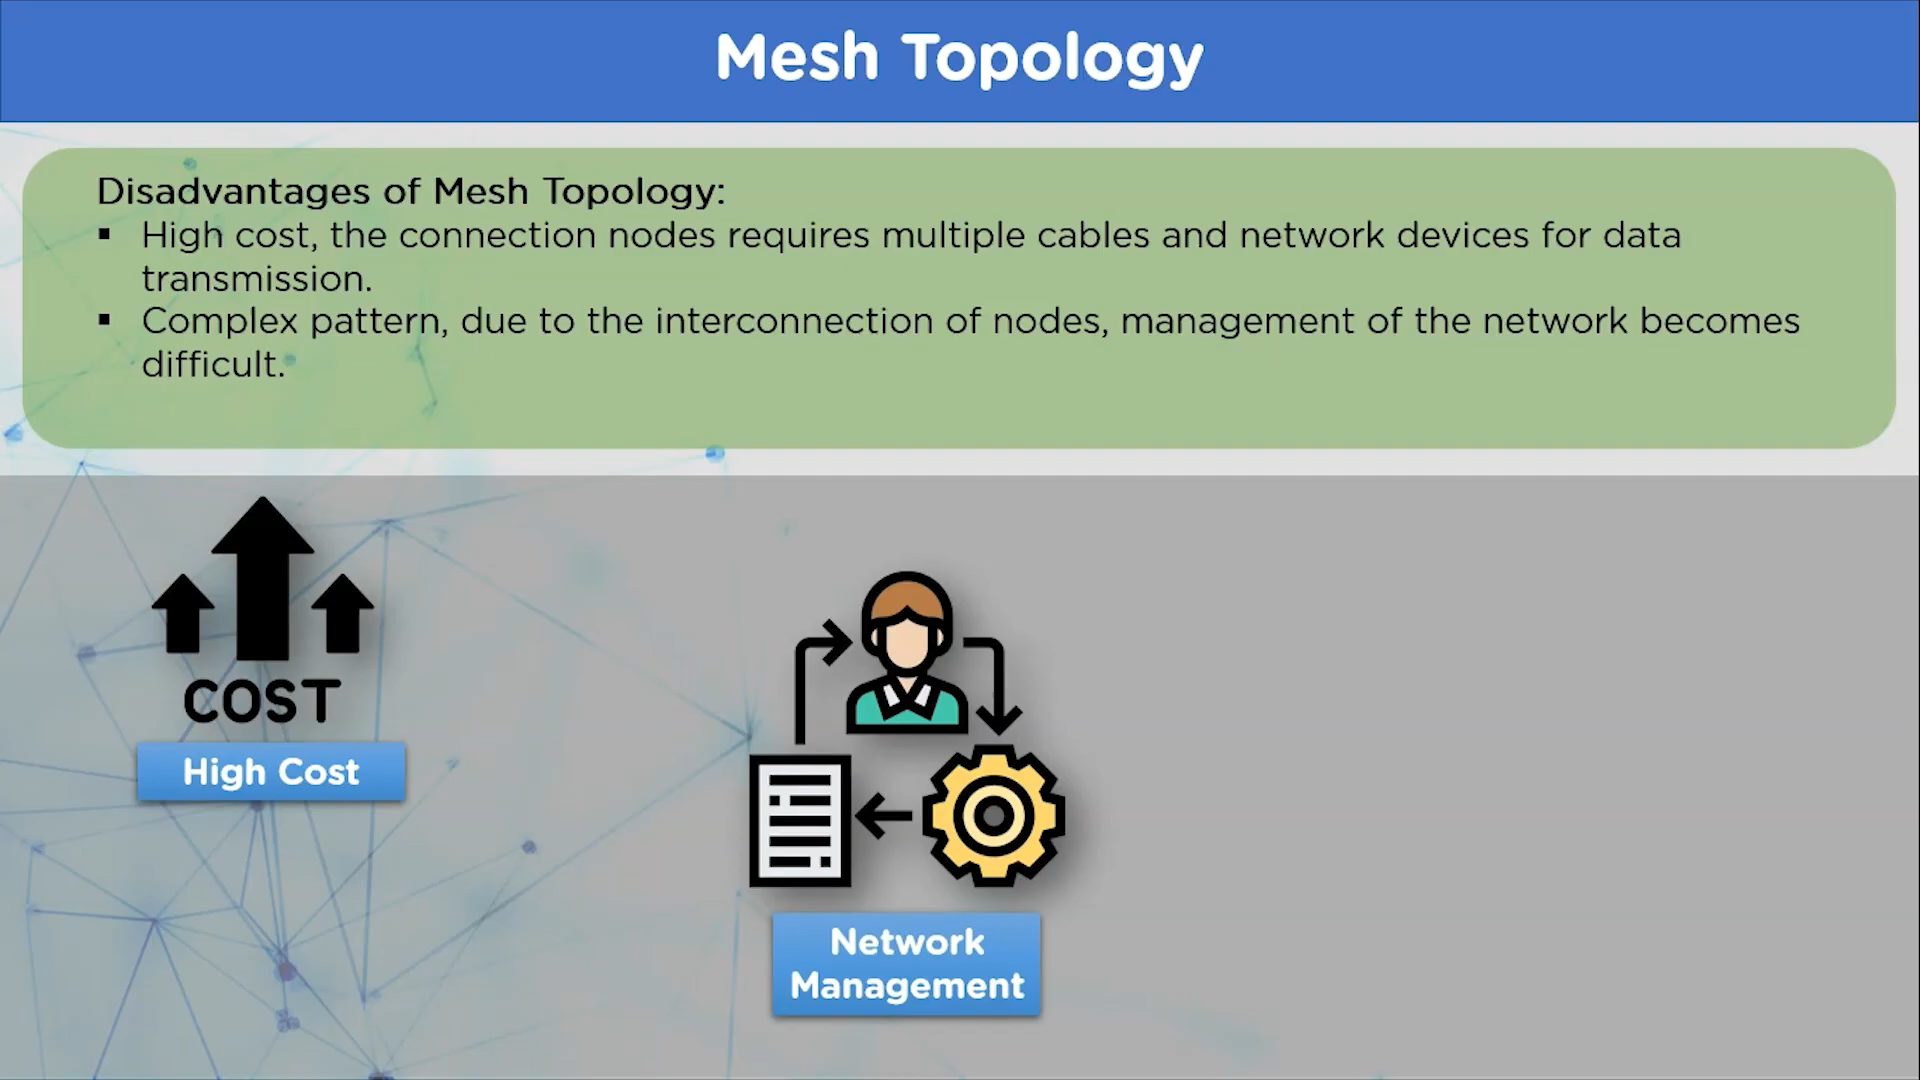 Mesh Topology
Disadvantages of Mesh Topology:
▪ High cost, the connection nodes requires multiple cables and network devices for data
transmission.
▪ Complex pattern, due to the interconnection of nodes, management of the network becomes
difficult.
COST
High Cost
Network
Management